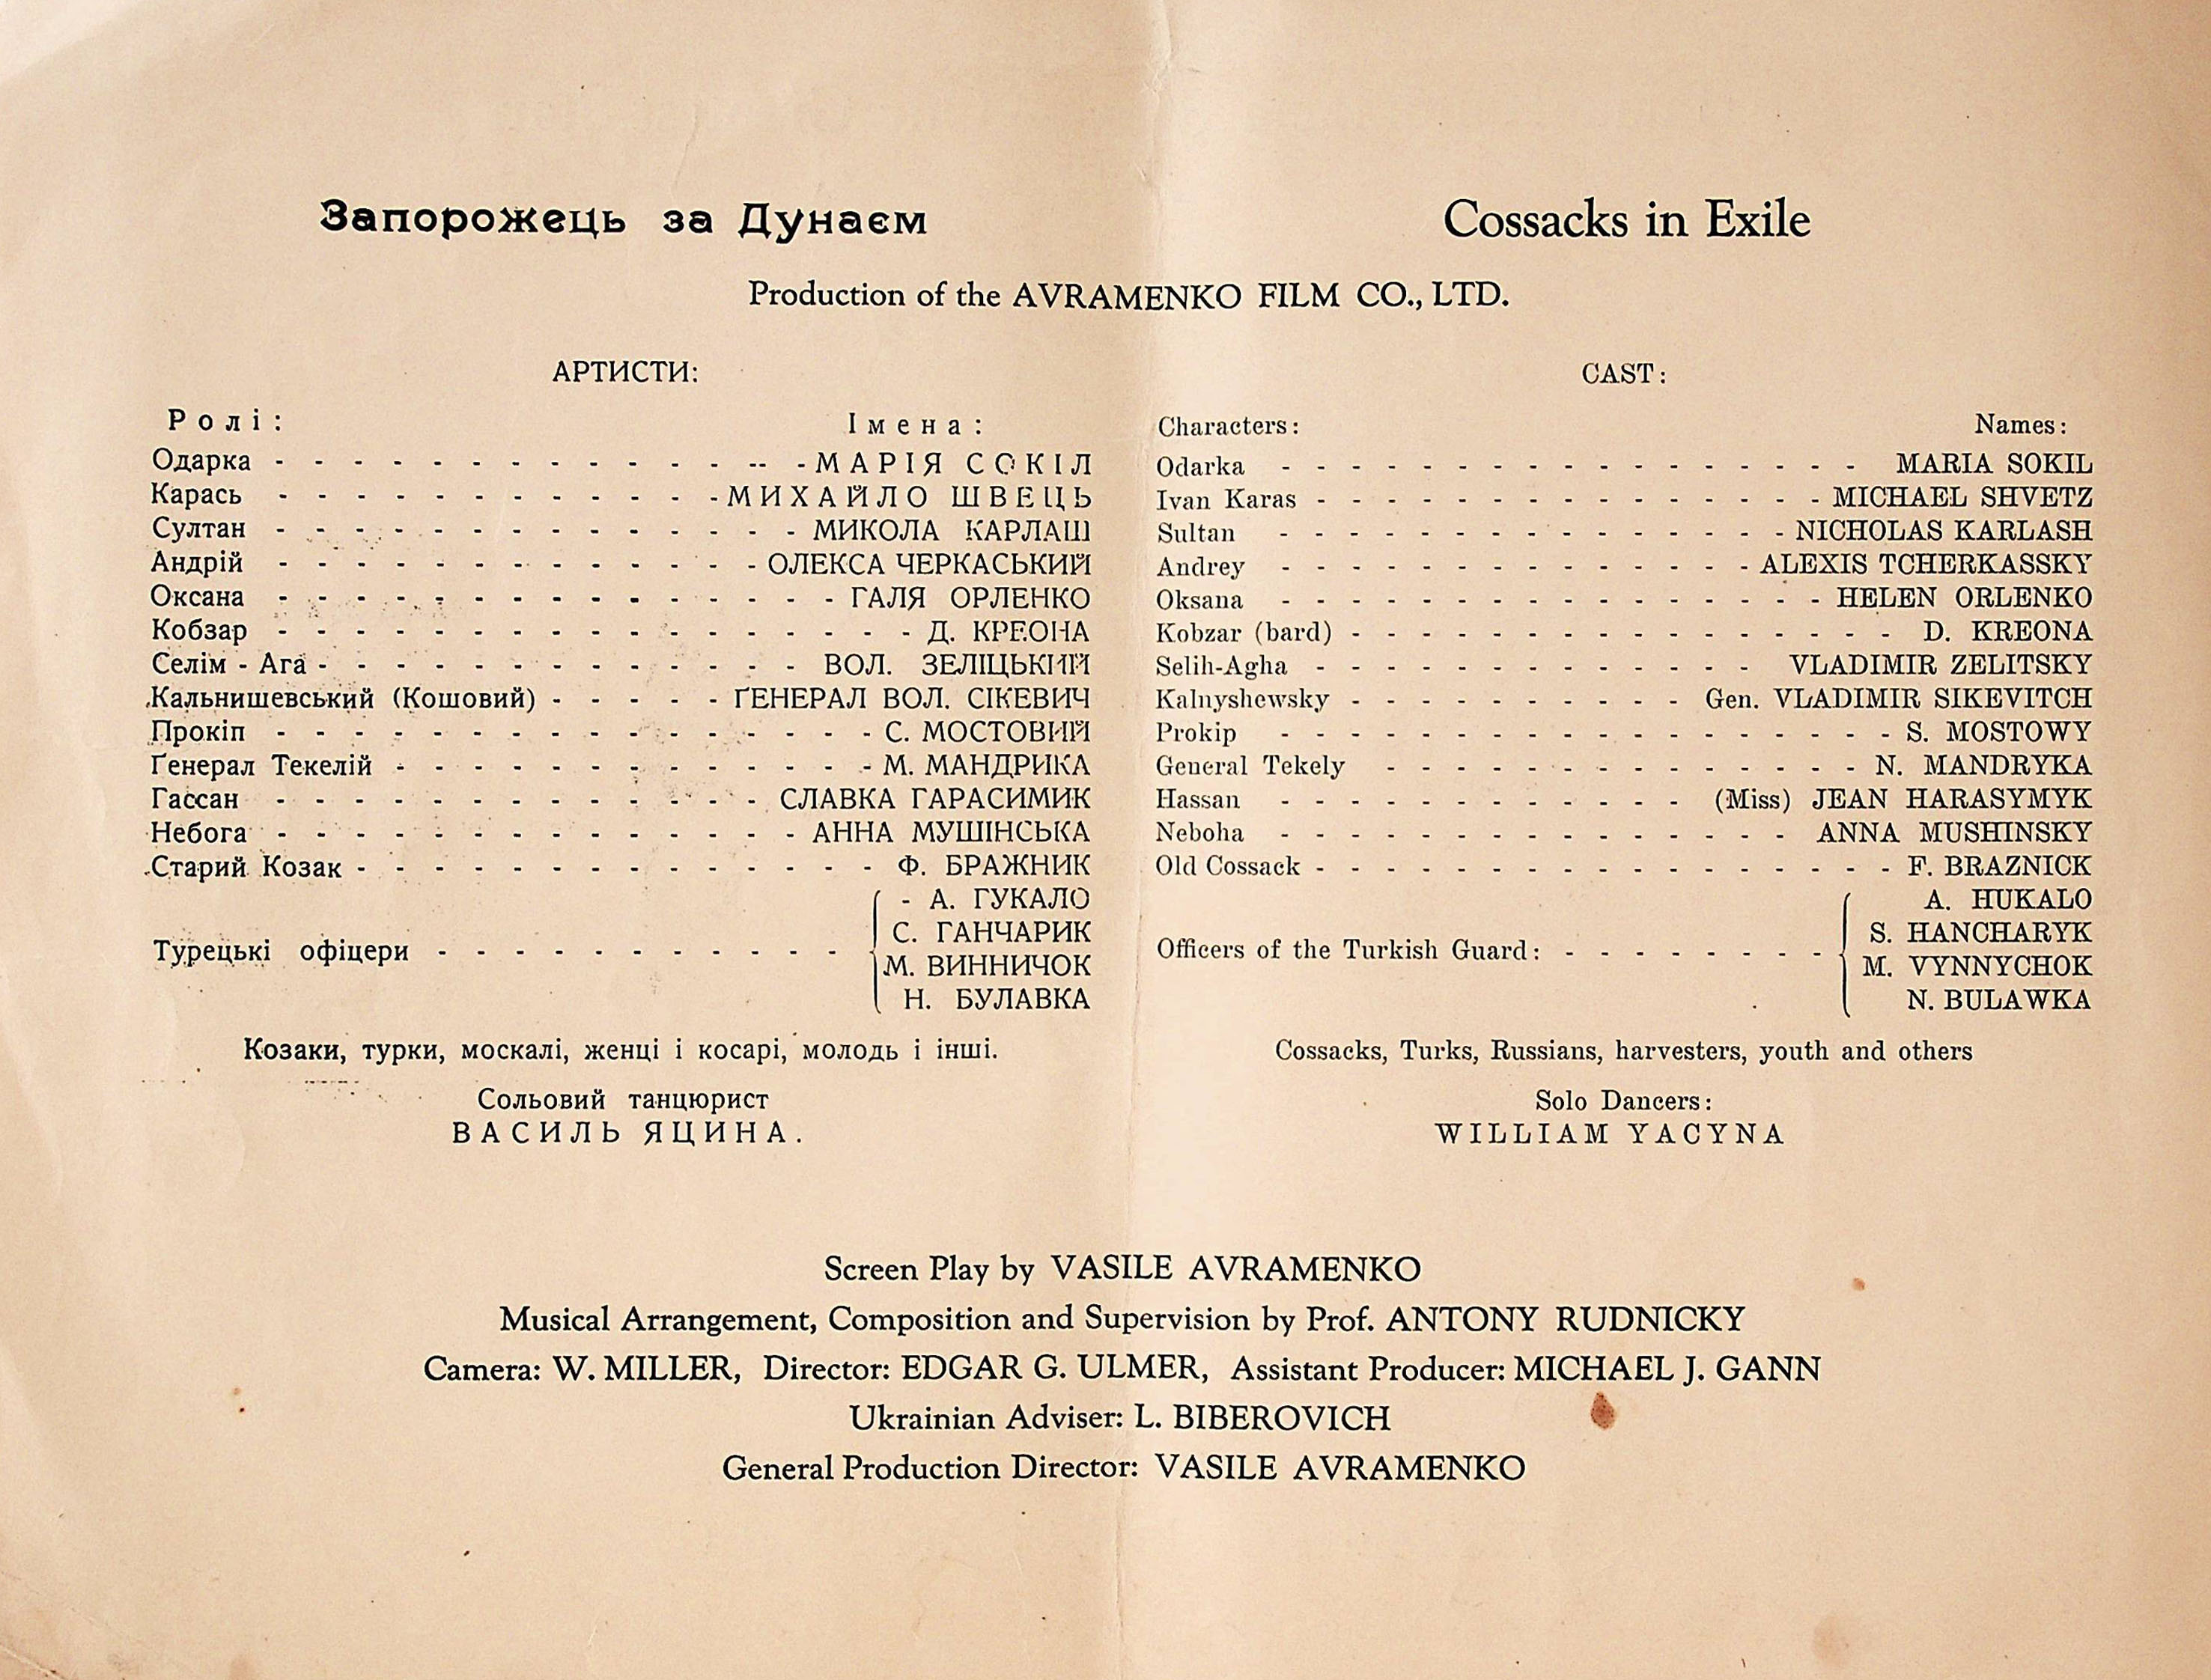 Запорожець за Дунаєм
Cossacks in Exile
Production of the AVRAMENKO FILM CO., LTD.
АРТИСТИ:
Ролі: Імена:
Одарка - МАРІЯ СОКІЛ
Карась - МИХАЙЛО ШВЕЦЬ
Султан - МИКОЛА КАРЛАШ
Андрій - ОЛЕКСА ЧЕРКАСЬКИЙ
Оксана - ГАЛЯ ОРЛЕНКО
Кобзар - Д. КРЕОНА
Селім - Ага - ВОЛ. ЗЕЛІЦЬКИЙ
Кальнишевський (Кошовий) - ҐЕНЕРАЛ ВОЛ. СІКЕВИЧ
Прокіп - С. МОСТОВИЙ
Ґенерал Текелій - М. МАНДРИКА
Гассан - СЛАВКА ГАРАСИМИК
Небога - АННА МУШІНСЬКА
Старий Козак - Ф. БРАЖНИК
- А. ГУКАЛО
С. ГАНЧАРИК
Турецькі офіцери -
М. ВИННИЧОК
Н. БУЛАВКА
Козаки, турки, москалі, женці і косарі, молодь і інші.
Сольовий танцюрист
ВАСИЛЬ ЯЦИНА.
CAST:
Characters: Names:
Odarka - MARIA SOKIL
Ivan Karas - MICHAEL SHVETZ
Sultan - NICHOLAS KARLASH
Andrey - ALEXIS TCHERKASSKY
Oksana - HELEN ORLENKO
Kobzar (bard) - D. KREONA
Selih-Agha - VLADIMIR ZELITSKY
Kalnyshewsky - Gen. VLADIMIR SIKEVITCH
Prokip - S. MOSTOWY
General Tekely - N. MANDRYKA
Hassan - (Miss) JEAN HARASYMYK
Neboha - ANNA MUSHINSKY
Old Cossack - F. BRAZNICK
A. HUKALO
S. HANCHARYK
Officers of the Turkish Guard: -
M. VYNNYCHOK
N. BULAWKA
Cossacks, Turks, Russians, harvesters, youth and others
Solo Dancers:
WILLIAM YACYNA
Screen Play by VASILE AVRAMENKO
Musical Arrangement, Composition and Supervision by Prof. ANTONY RUDNICKY
Camera: W. MILLER, Director: EDGAR G. ULMER, Assistant Producer: MICHAEL J. GANN
Ukrainian Adviser: L. BIBEROVICH
General Production Director: VASILE AVRAMENKO